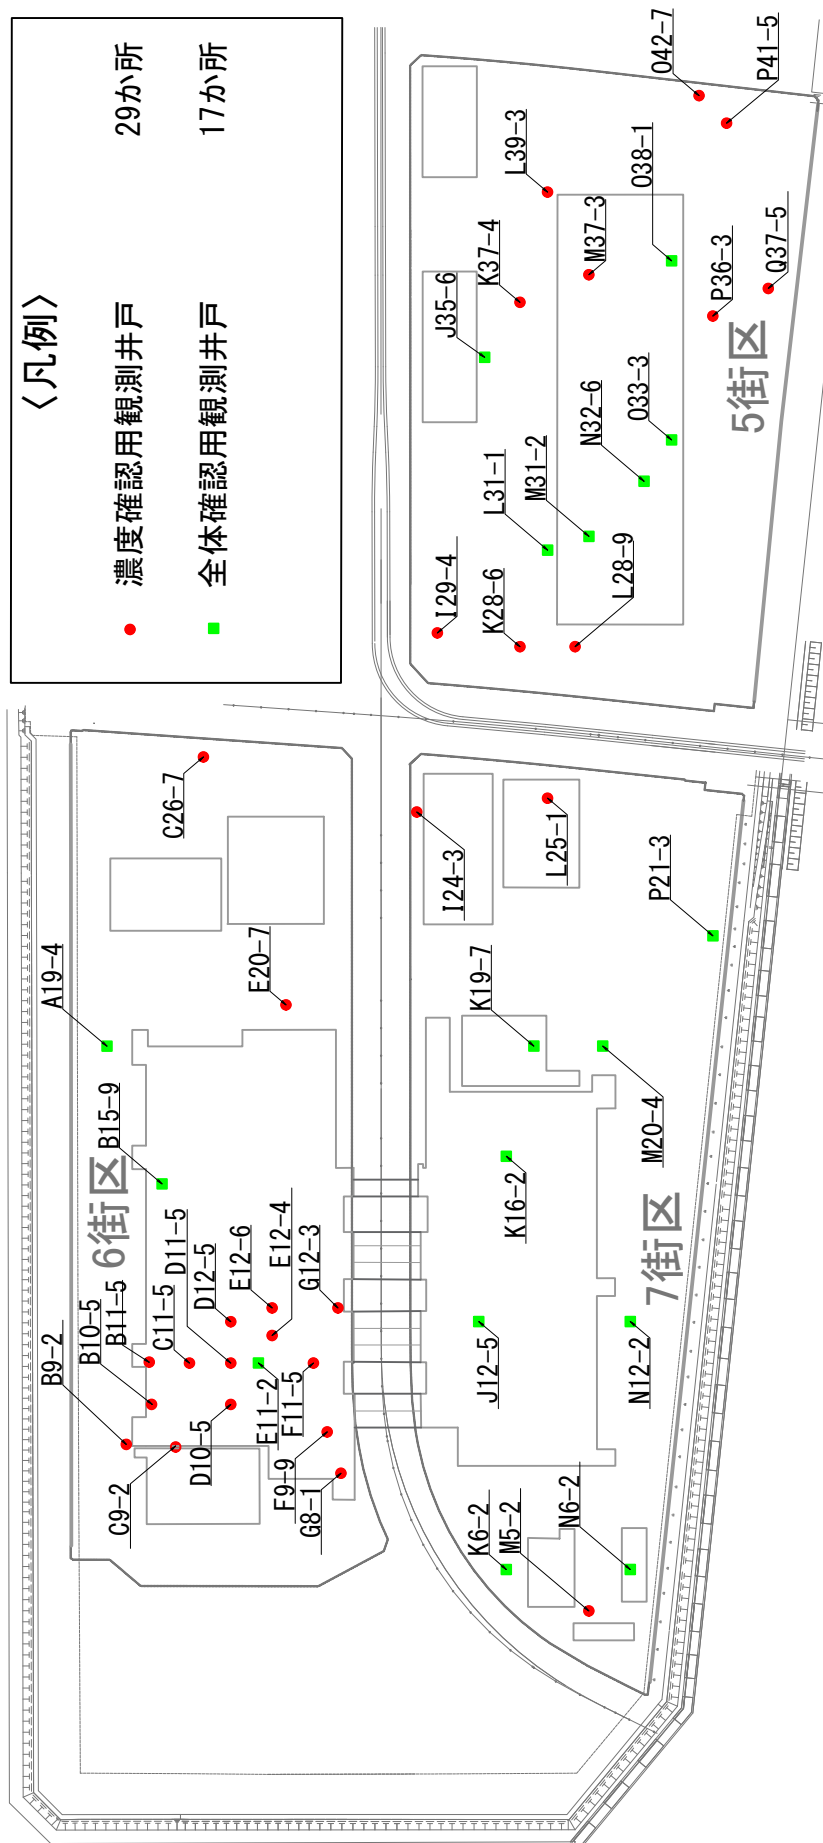 〈凡例〉
濃度確認用観測井戸 29か所
全体確認用観測井戸 17か所
6街区
B9-2
B10-5
B11-5
C9-2
C11-5
D10-5
D11-5
D12-5
E11-2
E12-6
E12-4
F9-9
F11-5
G8-1
G12-3
B15-9
A19-4
E20-7
C26-7
7街区
K6-2
M5-2
N6-2
J12-5
N12-2
K16-2
K19-7
M20-4
P21-3
I24-3
L25-1
5街区
I29-4
K28-6
L28-9
L31-1
M31-2
N32-6
O33-3
J35-6
K37-4
M37-3
L39-3
O38-1
P36-3
Q37-5
O42-7
P41-5